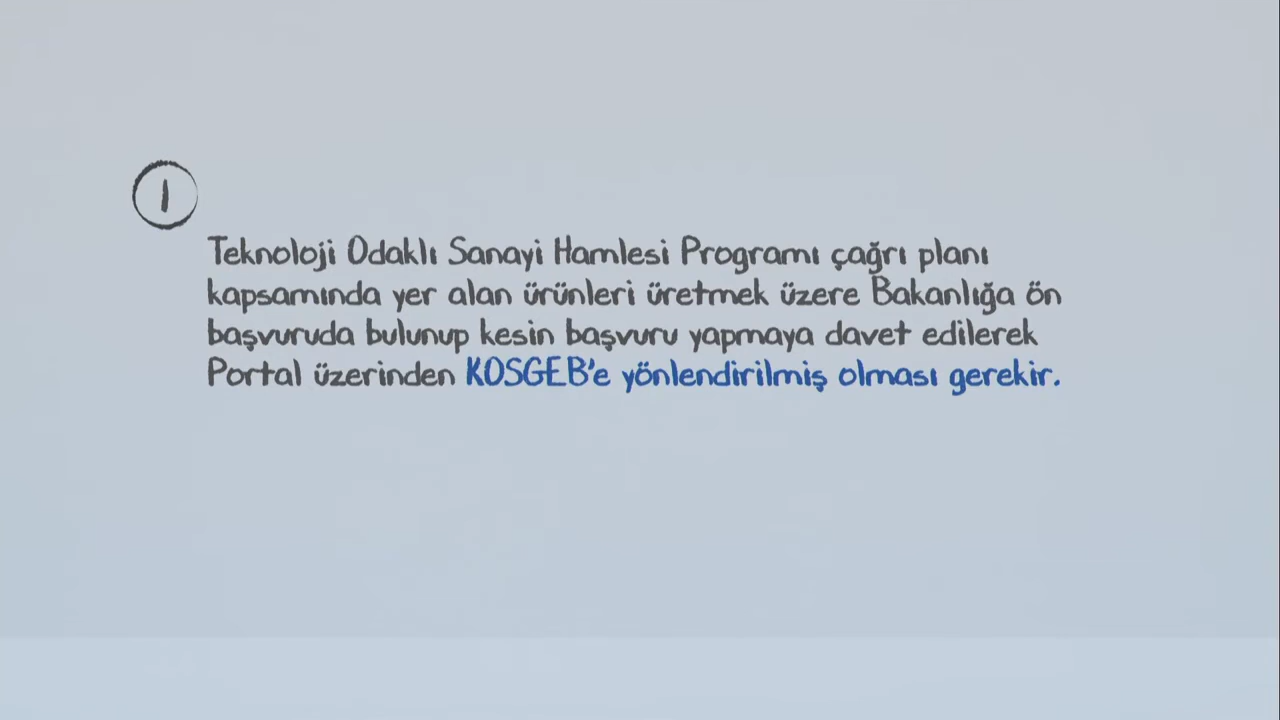 1
Teknoloji Odaklı Sanayi Hamlesi Programı çağrı planı
kapsamında yer alan ürünleri üretmek üzere Bakanlığa ön
başvuruda bulunup kesin başvuru yapmaya davet edilerek
Portal üzerinden KOSGEB'e yönlendirilmiş olması gerekir.